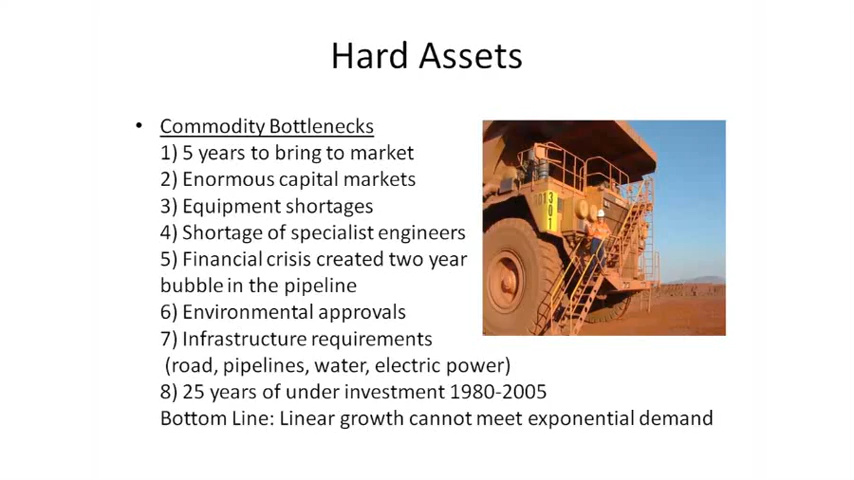 Hard Assets
• Commodity Bottlenecks
1) 5 years to bring to market
2) Enormous capital markets
3) Equipment shortages
4) Shortage of specialist engineers
5) Financial crisis created two year
bubble in the pipeline
6) Environmental approvals
7) Infrastructure requirements
(road, pipelines, water, electric power)
8) 25 years of under investment 1980-2005
Bottom Line: Linear growth cannot meet exponential demand